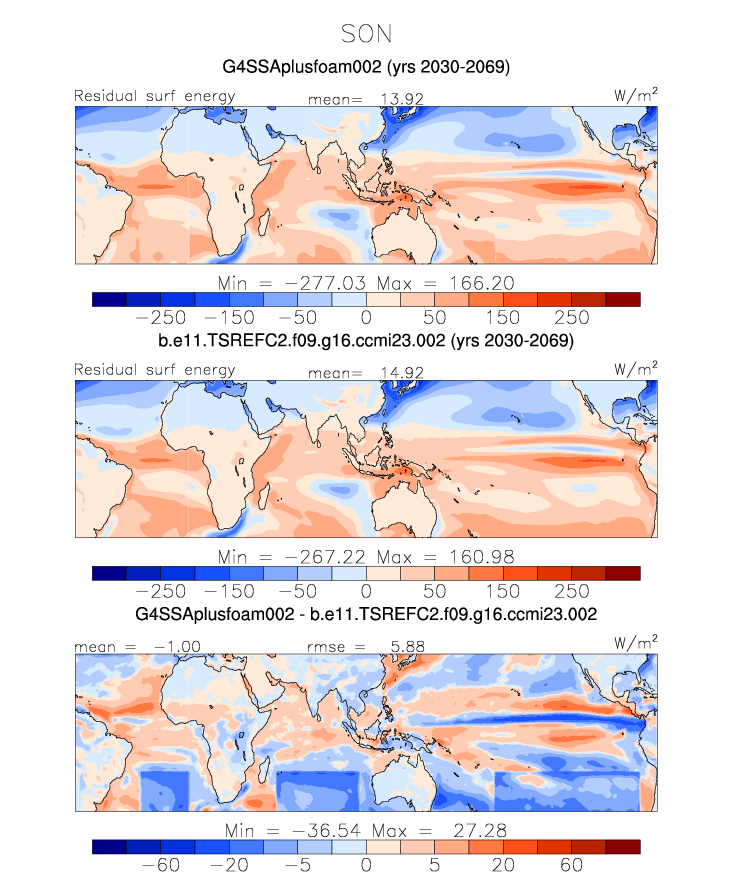 SON
G4SSAplusfoam002 (yrs 2030-2069)
Residual surf energy mean= 13.92 W/m²
Min = −277.03 Max = 166.20
−250 −150 −50 0 50 150 250
b.e11.TSREFC2.f09.g16.ccmi23.002 (yrs 2030-2069)
Residual surf energy mean= 14.92 W/m²
Min = −267.22 Max = 160.98
−250 −150 −50 0 50 150 250
G4SSAplusfoam002 - b.e11.TSREFC2.f09.g16.ccmi23.002
mean = −1.00 rmse = 5.88 W/m²
Min = −36.54 Max = 27.28
−60 −20 −5 0 5 20 60